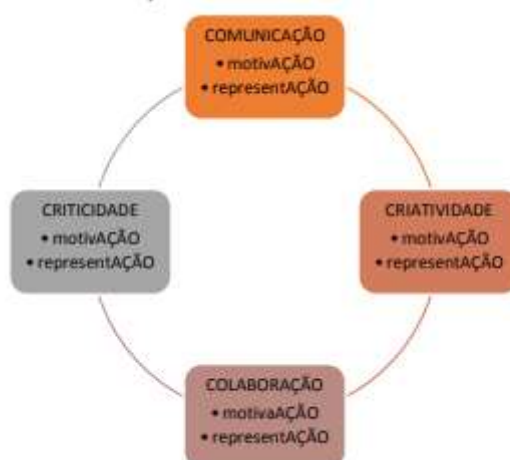 COMUNICAÇÃO
• motivAÇÃO
• representAÇÃO
CRITICIDADE
• motivAÇÃO
• representAÇÃO
CRIATIVIDADE
• motivAÇÃO
• representAÇÃO
COLABORAÇÃO
• motivaAÇÃO
• representAÇÃO